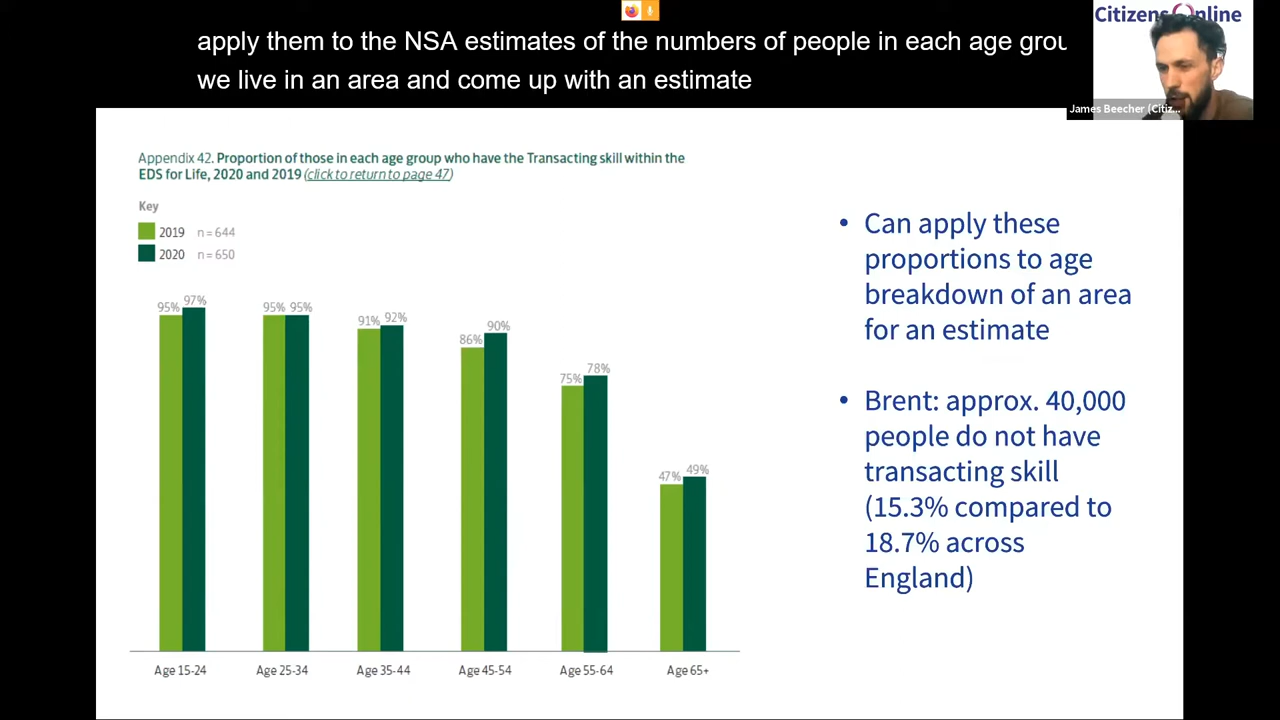 apply them to the NSA estimates of the numbers of people in each age grou
we live in an area and come up with an estimate
Citizens Online
James Beecher (Citiz...
Appendix 42. Proportion of those in each age group who have the Transacting skill within the
EDS for Life, 2020 and 2019 (click to return to page 47)
Key
2019 n=644
2020 n=650
95% 97% 95% 95% 91% 92% 86% 90% 75% 78% 47% 49%
Age 15-24 Age 25-34 Age 35-44 Age 45-54 Age 55-64 Age 65+
• Can apply these
proportions to age
breakdown of an area
for an estimate
• Brent: approx. 40,000
people do not have
transacting skill
(15.3% compared to
18.7% across
England)